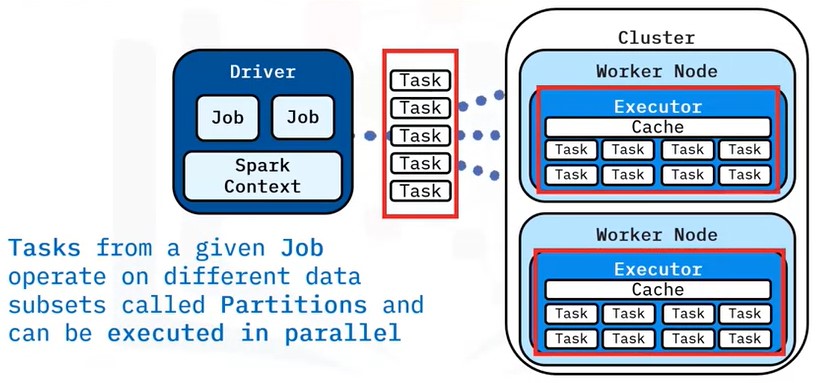 Driver
Job Job
Spark
Context
Task
Task
Task
Task
Task
Cluster
Worker Node
Executor
Cache
Task Task Task Task
Task Task Task Task
Worker Node
Executor
Cache
Task Task Task Task
Task Task Task Task
Tasks from a given Job
operate on different data
subsets called Partitions and
can be executed in parallel